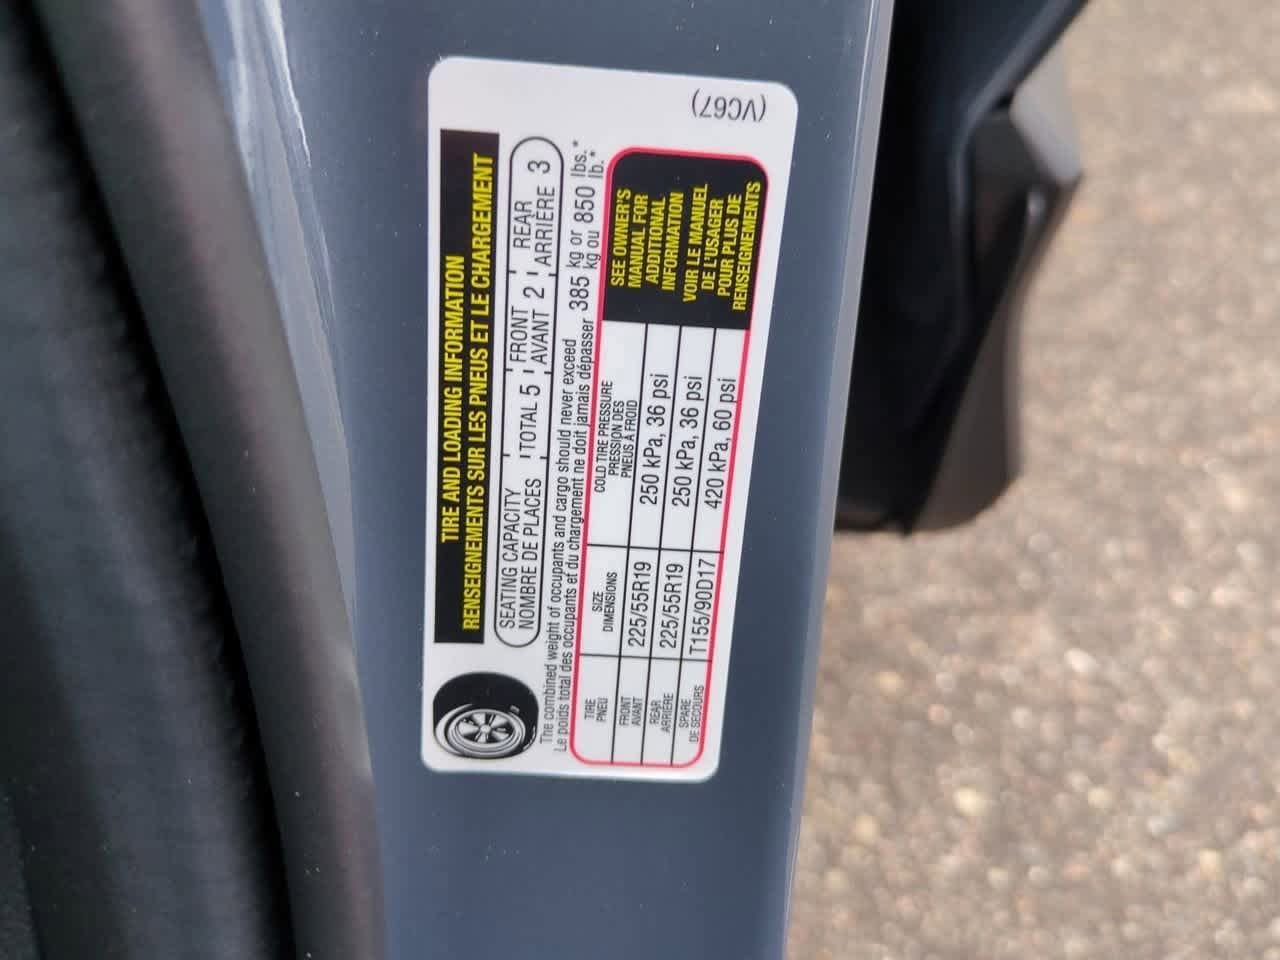 TIRE AND LOADING INFORMATION
RENSEIGNEMENTS SUR LES PNEUS ET LE CHARGEMENT
SEATING CAPACITY
NOMBRE DE PLACES
TOTAL 5
FRONT
AVANT 2
REAR
ARRIÈRE 3
The combined weight of occupants and cargo should never exceed 385 kg or 850 lbs.*
Le poids total des occupants et du chargement ne doit jamais dépasser 385 kg ou 850 lb.*
TIRE
PNEU
SIZE
DIMENSIONS
COLD TIRE PRESSURE
PRESSION DES
PNEUS À FROID
FRONT
AVANT
225/55R19
250 kPa, 36 psi
REAR
ARRIÈRE
225/55R19
250 kPa, 36 psi
SPARE
DE SECOURS
T155/90D17
420 kPa, 60 psi
SEE OWNER'S
MANUAL FOR
ADDITIONAL
INFORMATION
VOIR LE MANUEL
DE L'USAGER
POUR PLUS DE
RENSEIGNEMENTS
(VC67)